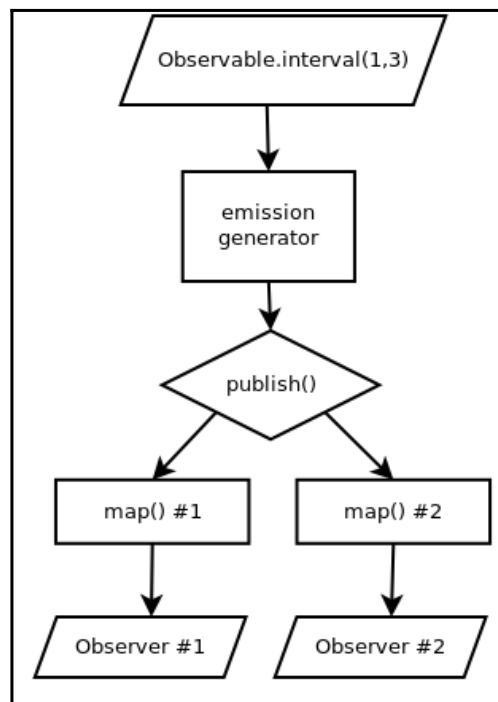 Observable.interval(1,3)
emission
generator
publish()
map() #1
map() #2
Observer #1
Observer #2